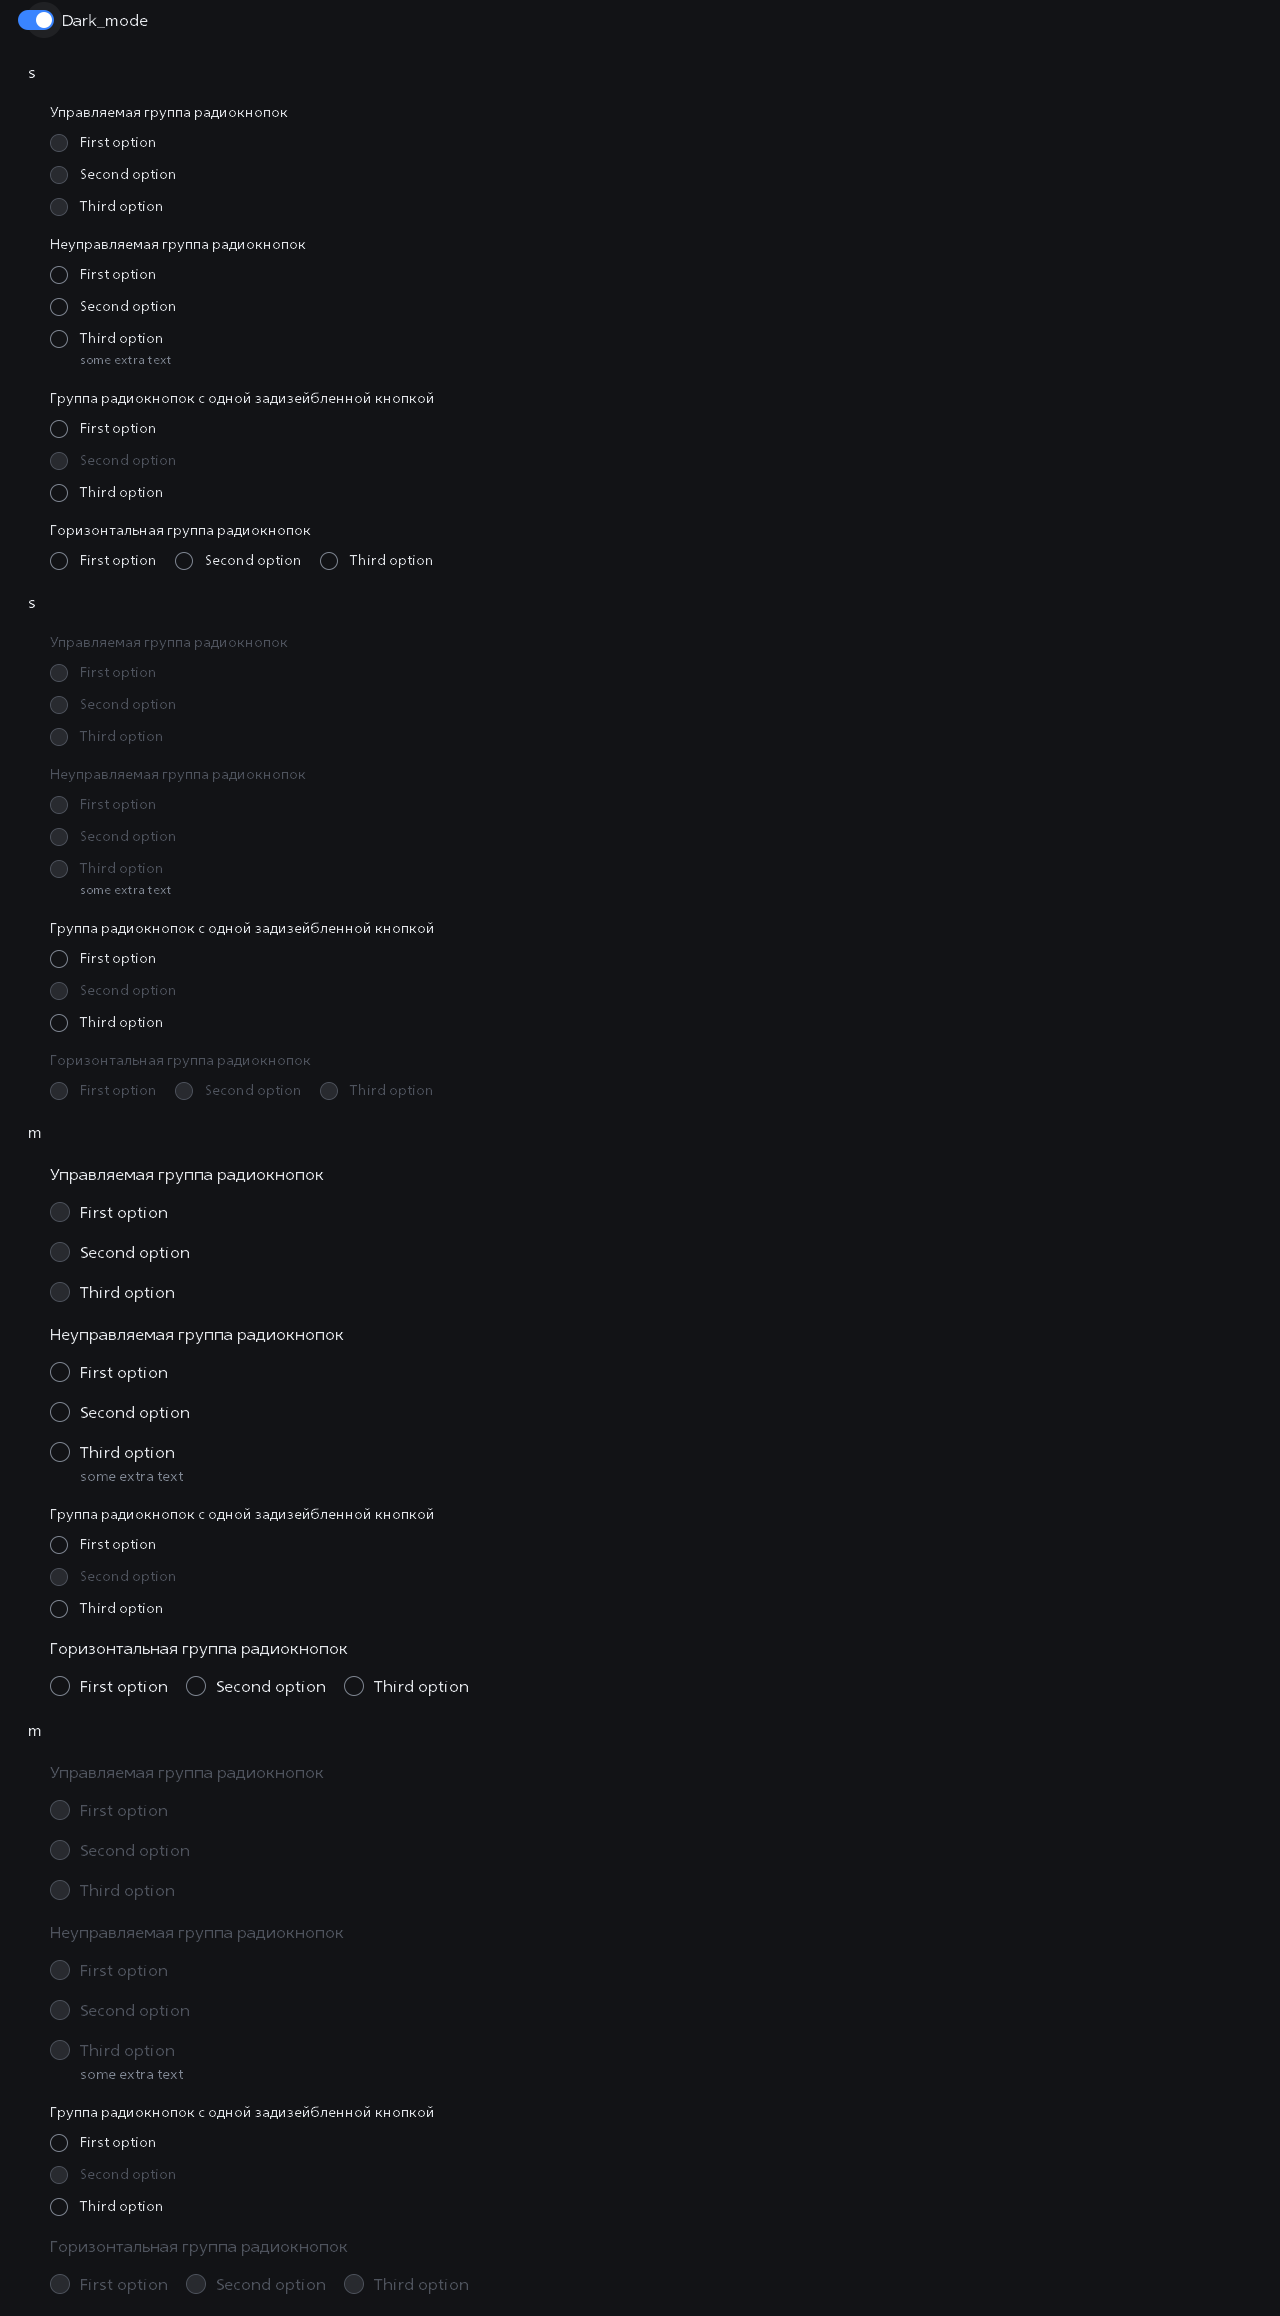 Dark_mode
s
Управляемая группа радиокнопок
First option
Second option
Third option
Неуправляемая группа радиокнопок
First option
Second option
Third option
some extra text
Группа радиокнопок с одной задизейбленной кнопкой
First option
Second option
Third option
Горизонтальная группа радиокнопок
First option Second option Third option
s
Управляемая группа радиокнопок
First option
Second option
Third option
Неуправляемая группа радиокнопок
First option
Second option
Third option
some extra text
Группа радиокнопок с одной задизейбленной кнопкой
First option
Second option
Third option
Горизонтальная группа радиокнопок
First option Second option Third option
m
Управляемая группа радиокнопок
First option
Second option
Third option
Неуправляемая группа радиокнопок
First option
Second option
Third option
some extra text
Группа радиокнопок с одной задизейбленной кнопкой
First option
Second option
Third option
Горизонтальная группа радиокнопок
First option Second option Third option
m
Управляемая группа радиокнопок
First option
Second option
Third option
Неуправляемая группа радиокнопок
First option
Second option
Third option
some extra text
Группа радиокнопок с одной задизейбленной кнопкой
First option
Second option
Third option
Горизонтальная группа радиокнопок
First option Second option Third option